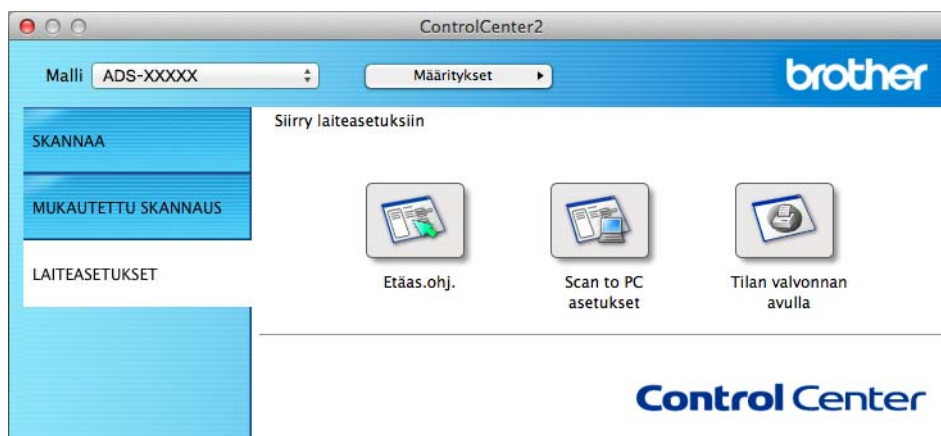 ControlCenter2
Malli ADS-XXXXX Määritykset
brother
SKANNAA
MUKAUTETTU SKANNAUS
LAITEASETUKSET
Siirry laiteasetuksiin
Etäas.ohj.
Scan to PC
asetukset
Tilan valvonnan
avulla
Control Center